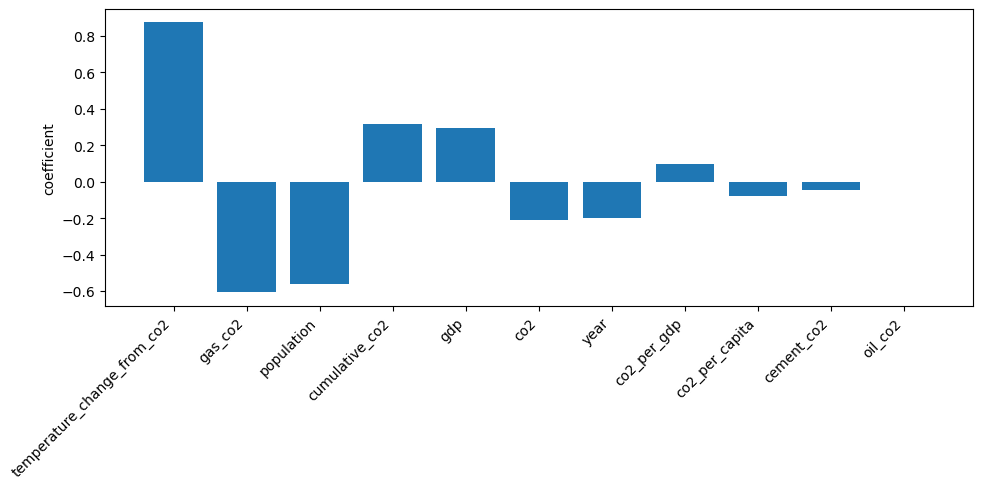 coefficient
0.8
0.6
0.4
0.2
0.0
−0.2
−0.4
−0.6
temperature_change_from_co2
gas_co2
population
cumulative_co2
gdp
co2
year
co2_per_gdp
co2_per_capita
cement_co2
oil_co2